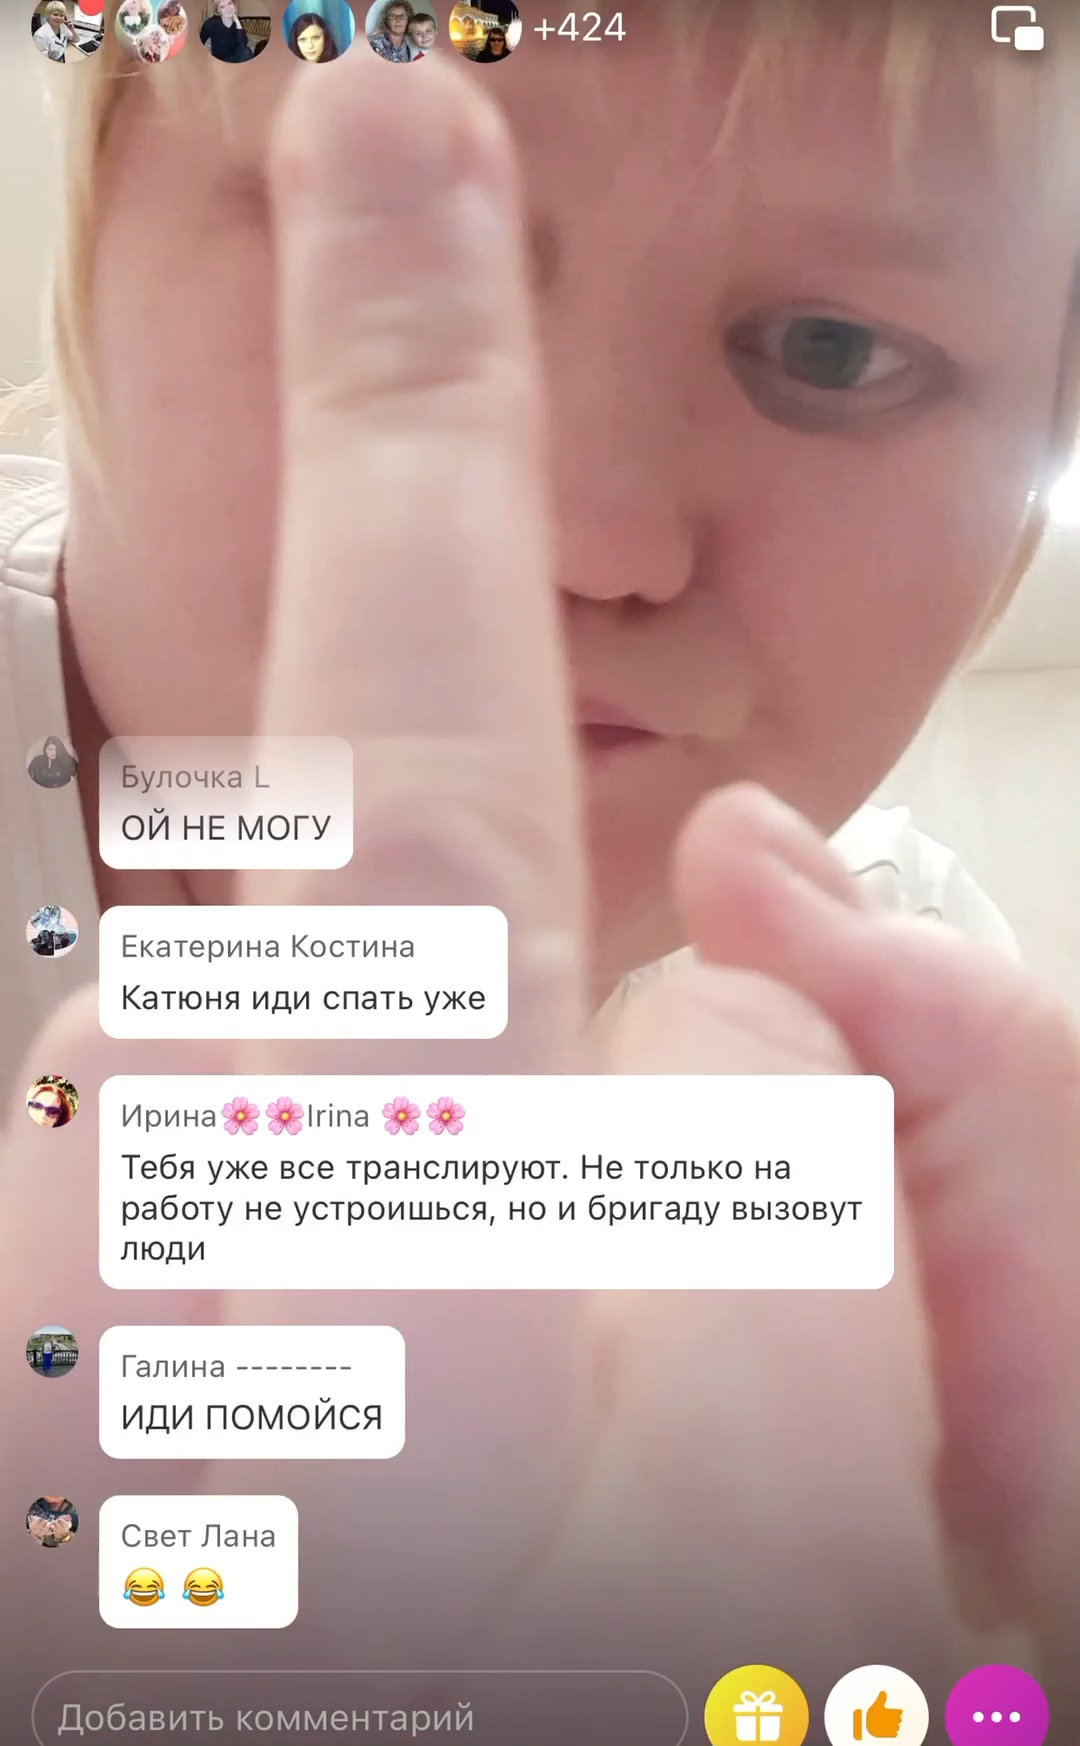 +424
Булочка L
ОЙ НЕ МОГУ
Екатерина Костина
Катюня иди спать уже
Ирина🌸🌸Irina 🌸🌸
Тебя уже все транслируют. Не только на
работу не устроишься, но и бригаду вызовут
люди
Галина --------
ИДИ ПОМОЙСЯ
Свет Лана
😂 😂
Добавить комментарий